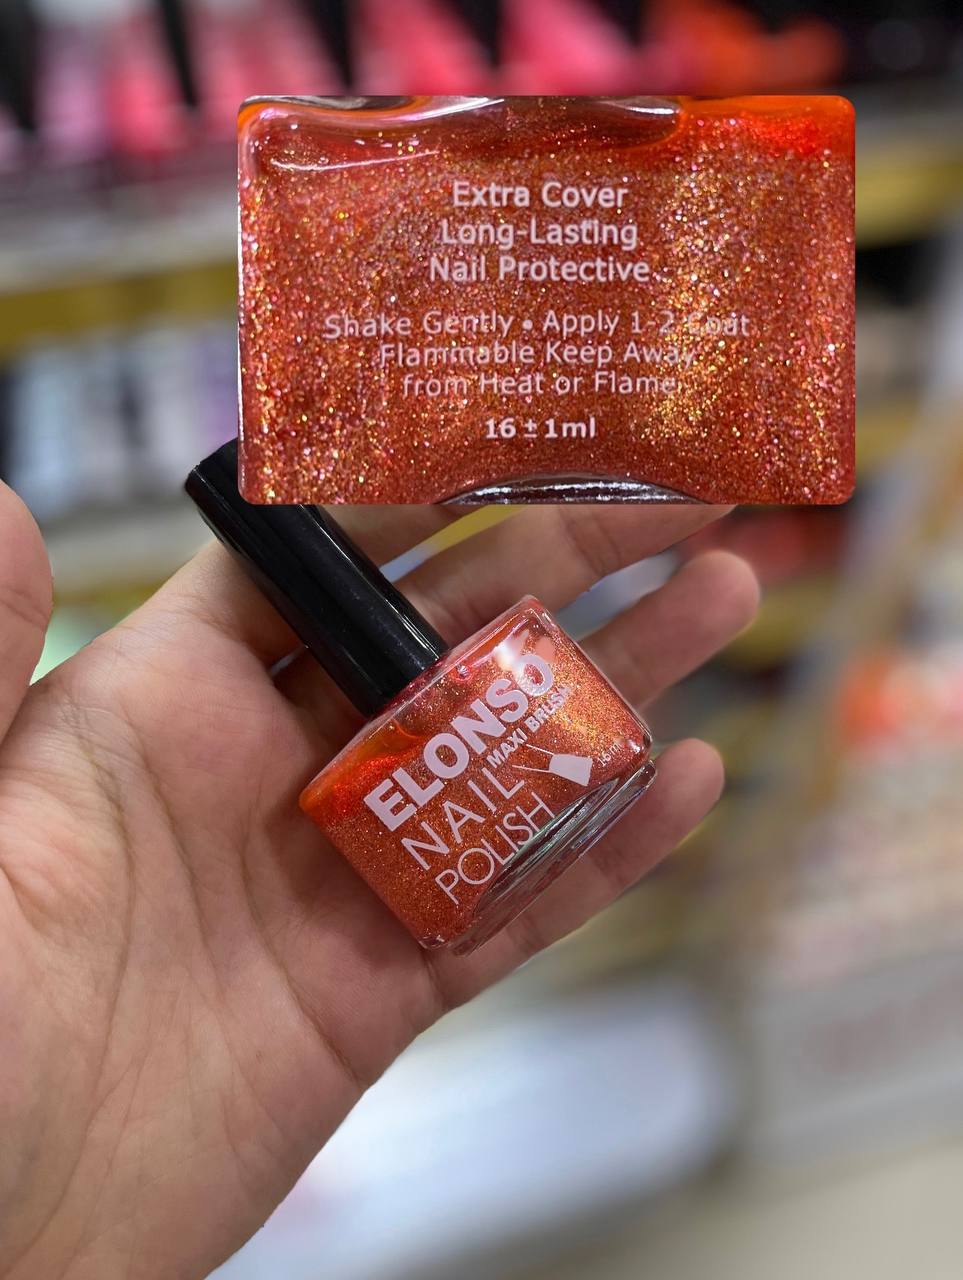 Extra Cover
Long-Lasting
Nail Protective
Shake Gently • Apply 1-2 Coat
Flammable Keep Away
from Heat or Flame
16 ± 1ml
ELONSO
MAXI BRUSH
NAIL
POLISH
16ml